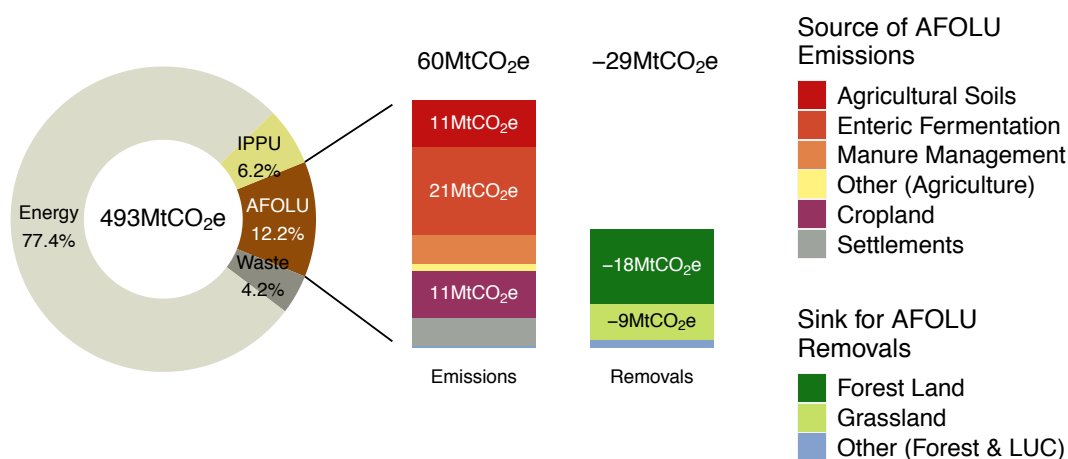 60MtCO₂e
−29MtCO₂e
Source of AFOLU
Emissions
Agricultural Soils
Enteric Fermentation
Manure Management
Other (Agriculture)
Cropland
Settlements
Sink for AFOLU
Removals
Forest Land
Grassland
Other (Forest & LUC)
IPPU
6.2%
AFOLU
12.2%
Waste
4.2%
Energy
77.4%
493MtCO₂e
11MtCO₂e
21MtCO₂e
11MtCO₂e
−18MtCO₂e
−9MtCO₂e
Emissions
Removals